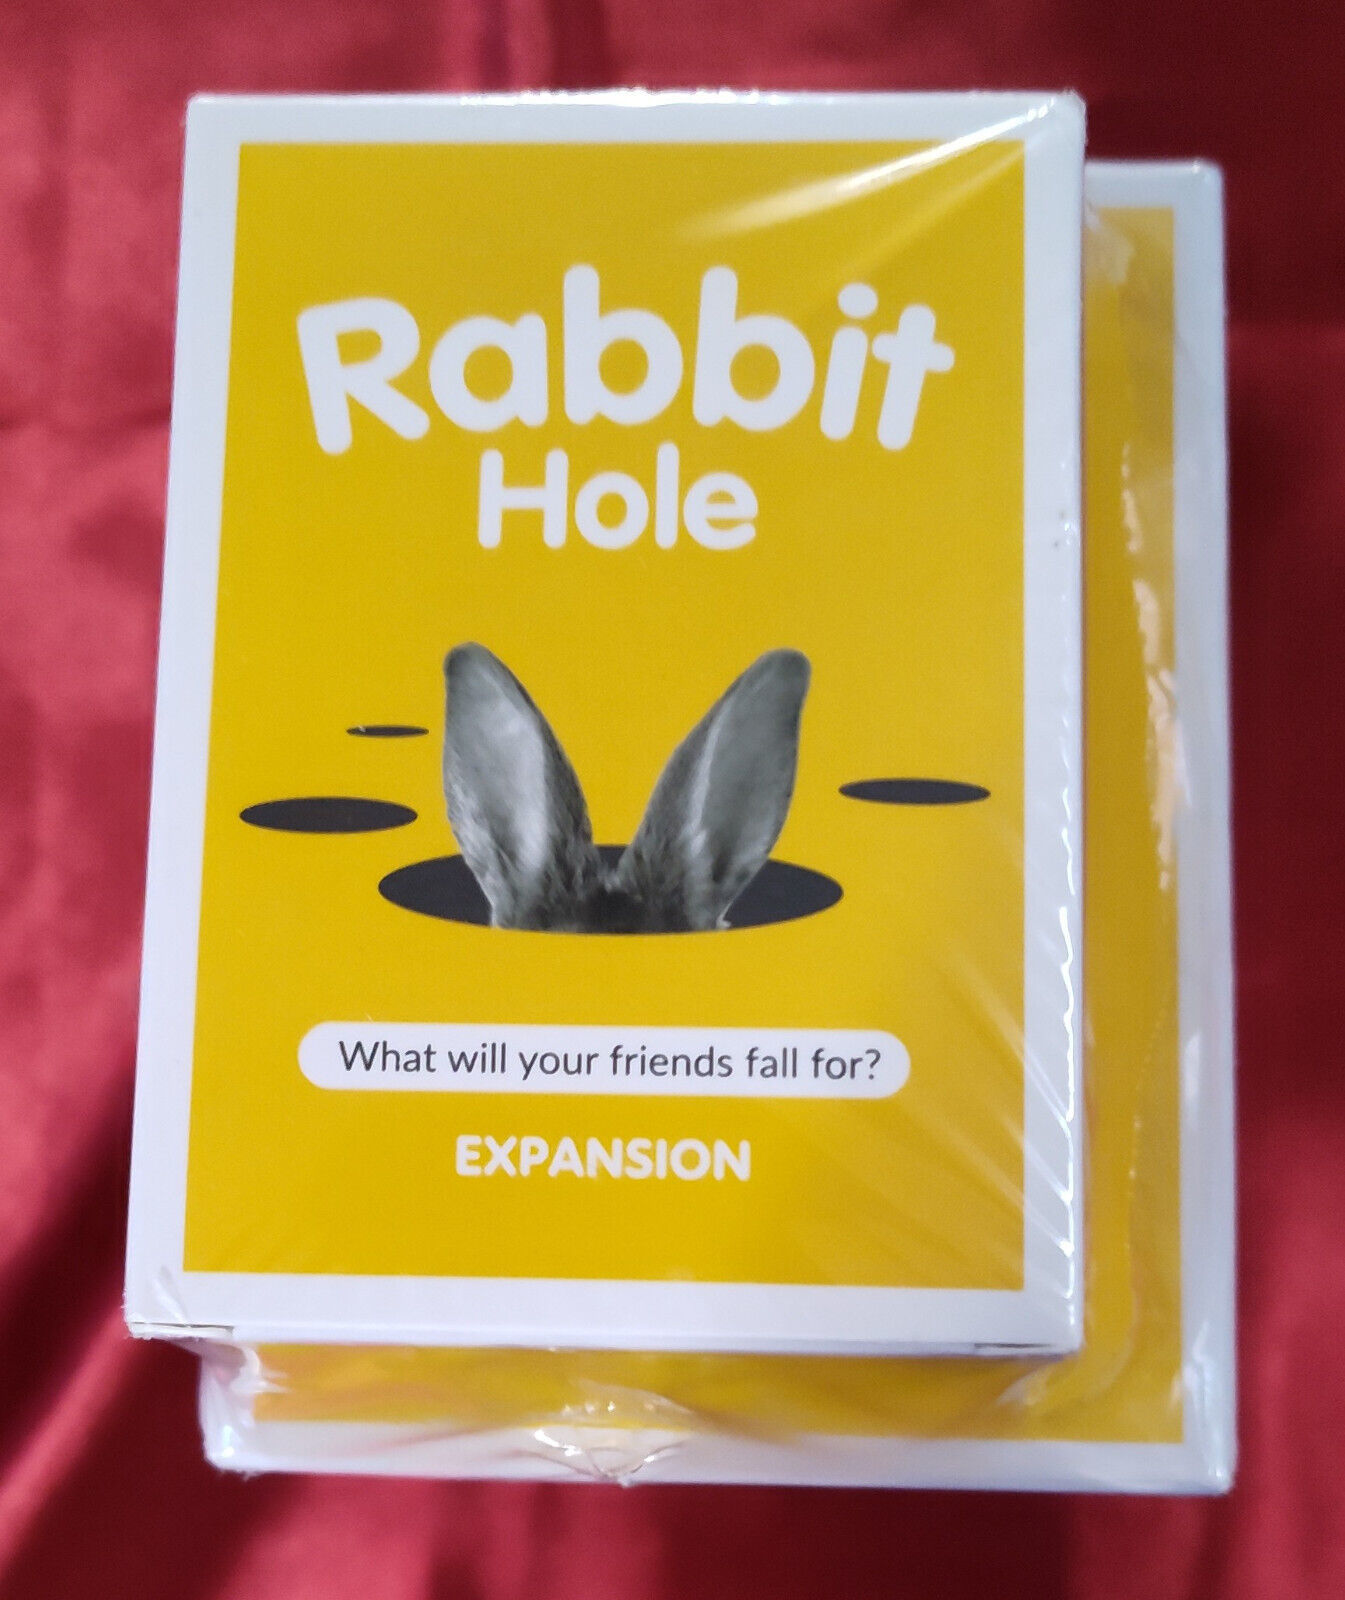 Rabbit
Hole
What will your friends fall for?
EXPANSION